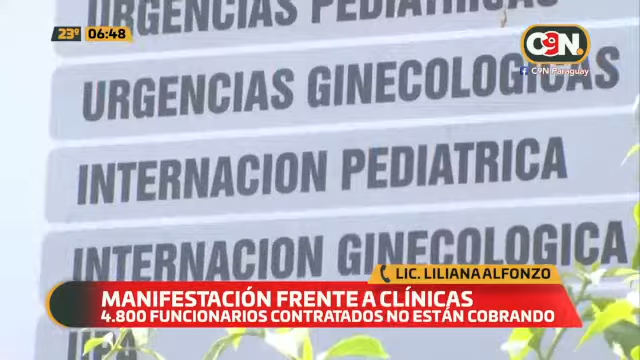 23º 06:48
C9N
C9N Paraguay
URGENCIAS PEDIATRICAS
URGENCIAS GINECOLOGICAS
INTERNACION PEDIATRICA
INTERNACION GINECOLOGICA
LIC. LILIANA ALFONZO
MANIFESTACIÓN FRENTE A CLÍNICAS
4.800 FUNCIONARIOS CONTRATADOS NO ESTÁN COBRANDO